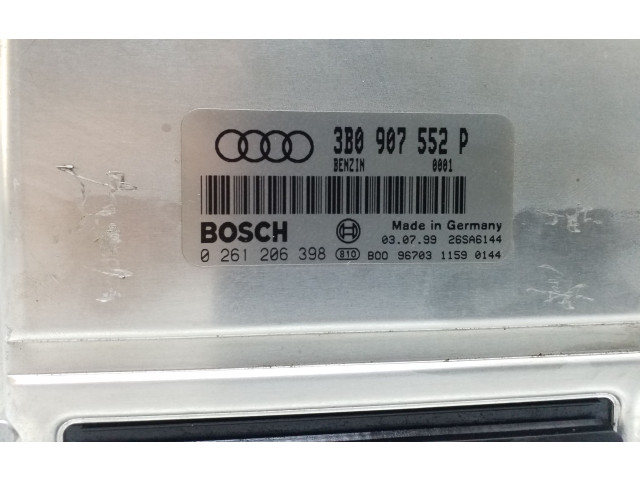 3B0 907 552 P
BENZIN 0001
BOSCH
Made in Germany
03.07.99 26SA6144
0 261 206 398 B10 B00 96703 1159 0144